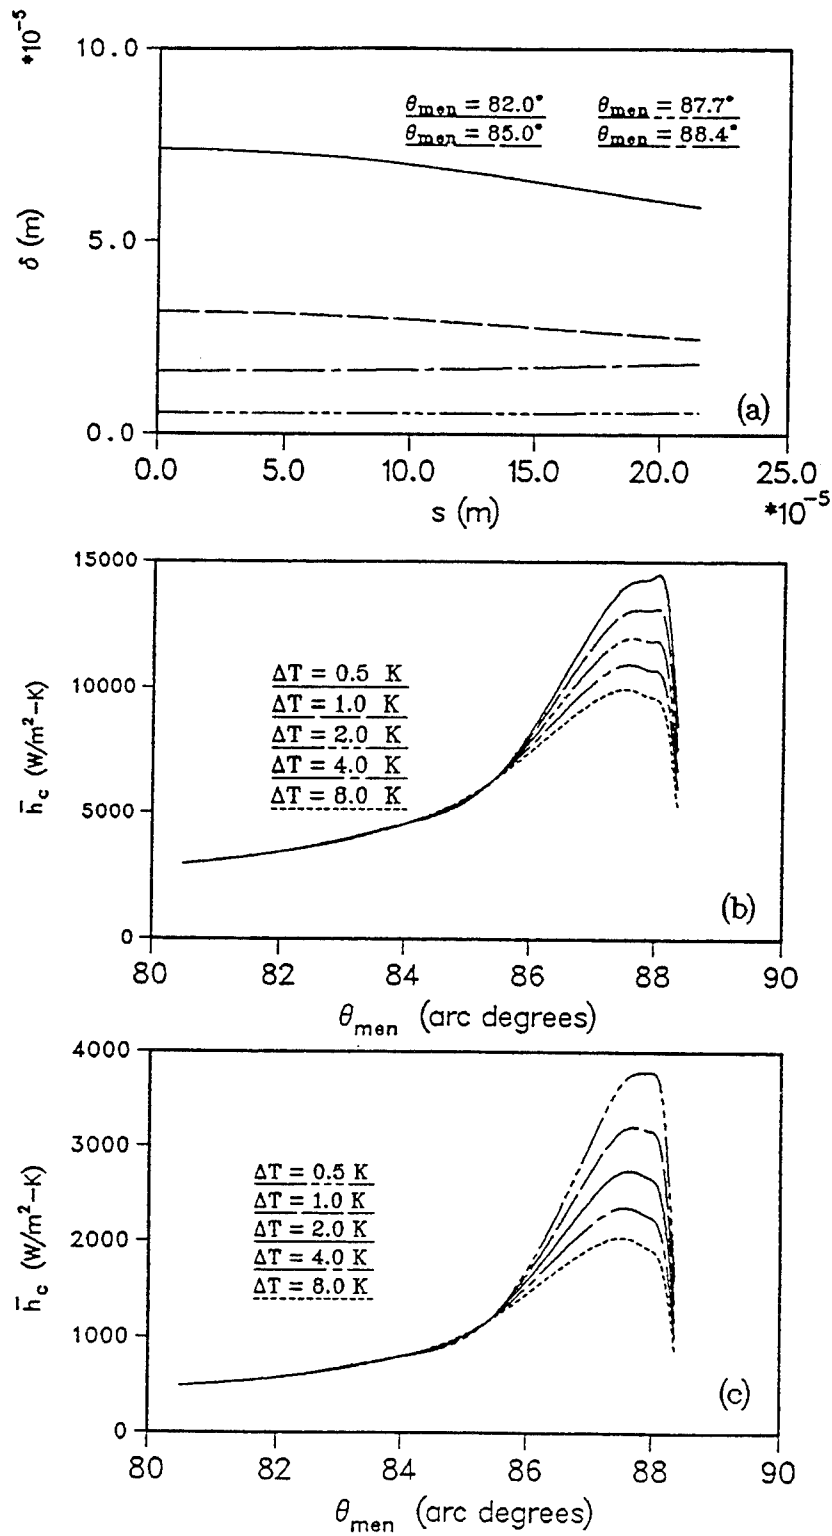 *10⁻⁵
10.0
5.0
0.0
δ (m)
θmen = 82.0° θmen = 87.7°
θmen = 85.0° θmen = 88.4°
(a)
0.0 5.0 10.0 15.0 20.0 25.0
s (m) *10⁻⁵
15000
10000
5000
0
h̅c (W/m²–K)
ΔT = 0.5 K
ΔT = 1.0 K
ΔT = 2.0 K
ΔT = 4.0 K
ΔT = 8.0 K
(b)
80 82 84 86 88 90
θmen (arc degrees)
4000
3000
2000
1000
0
h̅c (W/m²–K)
ΔT = 0.5 K
ΔT = 1.0 K
ΔT = 2.0 K
ΔT = 4.0 K
ΔT = 8.0 K
(c)
80 82 84 86 88 90
θmen (arc degrees)